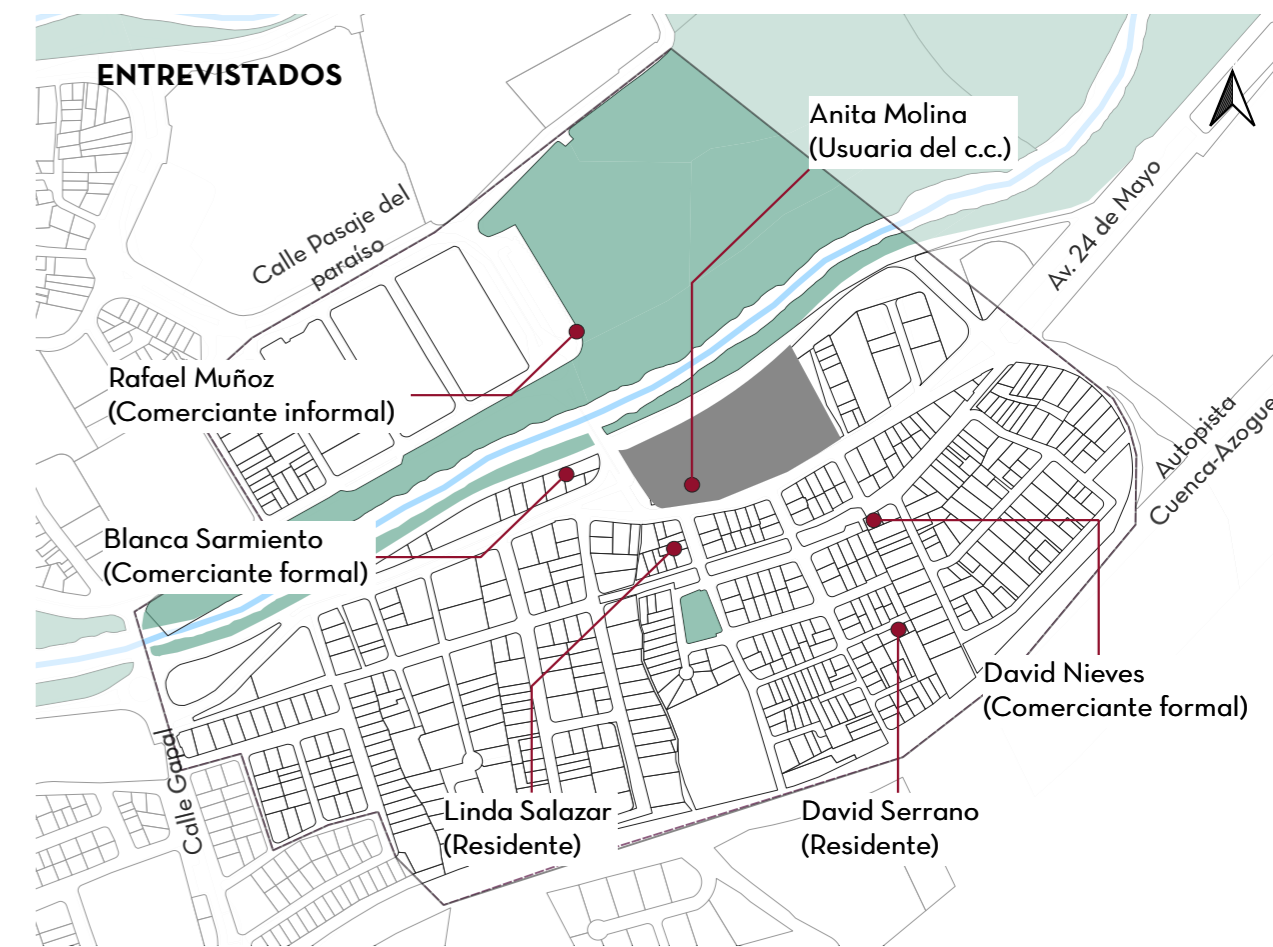 ENTREVISTADOS
Anita Molina
(Usuaria del c.c.)
Av. 24 de Mayo
Calle Pasaje del
paraíso
Rafael Muñoz
(Comerciante informal)
Autopista
Cuenca-Azogue
Blanca Sarmiento
(Comerciante formal)
David Nieves
(Comerciante formal)
Calle Gapal
Linda Salazar
(Residente)
David Serrano
(Residente)